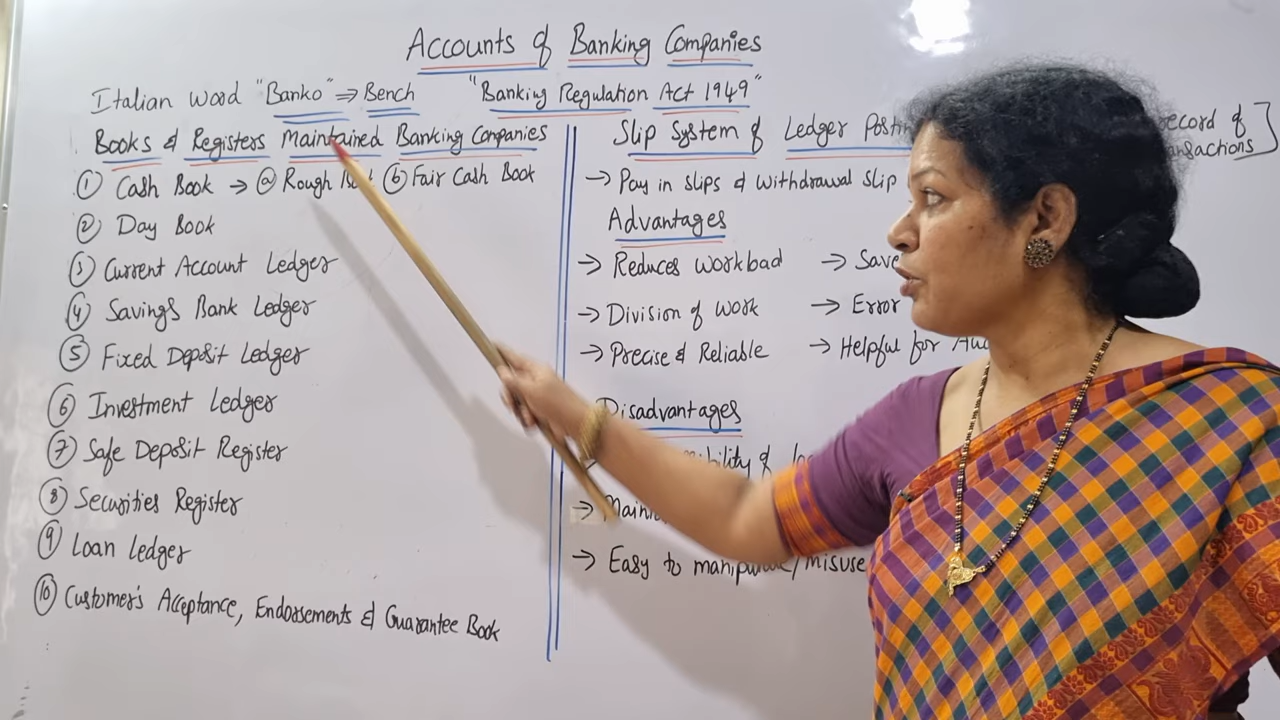 Accounts of Banking Companies
Italian Word "Banko" ⇒ Bench
"Banking Regulation Act 1949"
Books & Registers Maintained Banking Companies
① Cash Book → ⓐ Rough ⓑ Fair Cash Book
② Day Book
③ Current Account Ledger
④ Savings Bank Ledger
⑤ Fixed Deposit Ledger
⑥ Investment Ledger
⑦ Safe Deposit Register
⑧ Securities Register
⑨ Loan Ledger
⑩ Customer's Acceptance, Endorsements & Guarantee Book
Slip System of Ledger record of
→ Pay in slips & withdrawal slip
Advantages
→ Reduces workbad → Save
→ Division of work → Error
→ Precise & Reliable → Helpful for
Disadvantages
of
→
→ Easy to /misuse